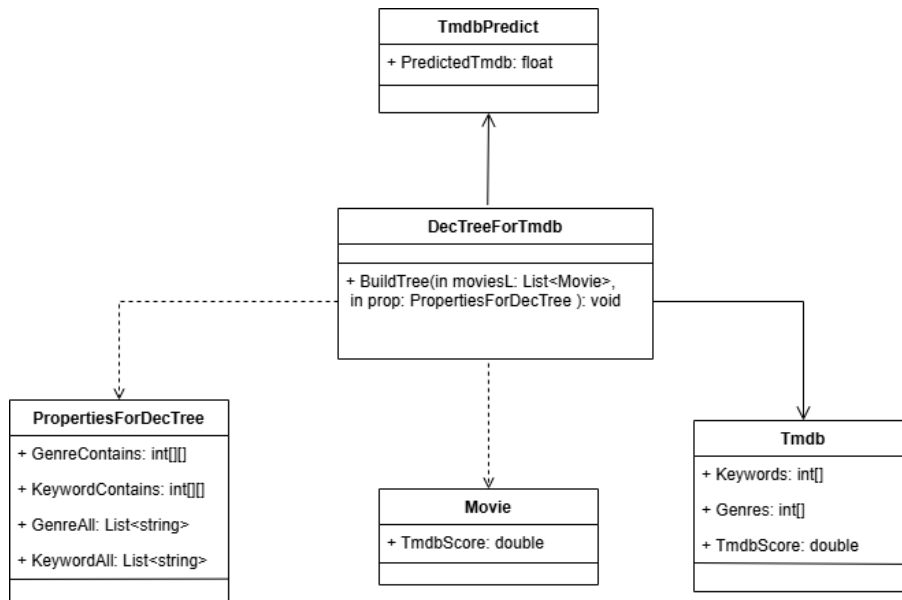 TmdbPredict
+ PredictedTmdb: float
DecTreeForTmdb
+ BuildTree(in moviesL: List<Movie>,
in prop: PropertiesForDecTree ): void
PropertiesForDecTree
+ GenreContains: int[][]
+ KeywordContains: int[][]
+ GenreAll: List<string>
+ KeywordAll: List<string>
Movie
+ TmdbScore: double
Tmdb
+ Keywords: int[]
+ Genres: int[]
+ TmdbScore: double